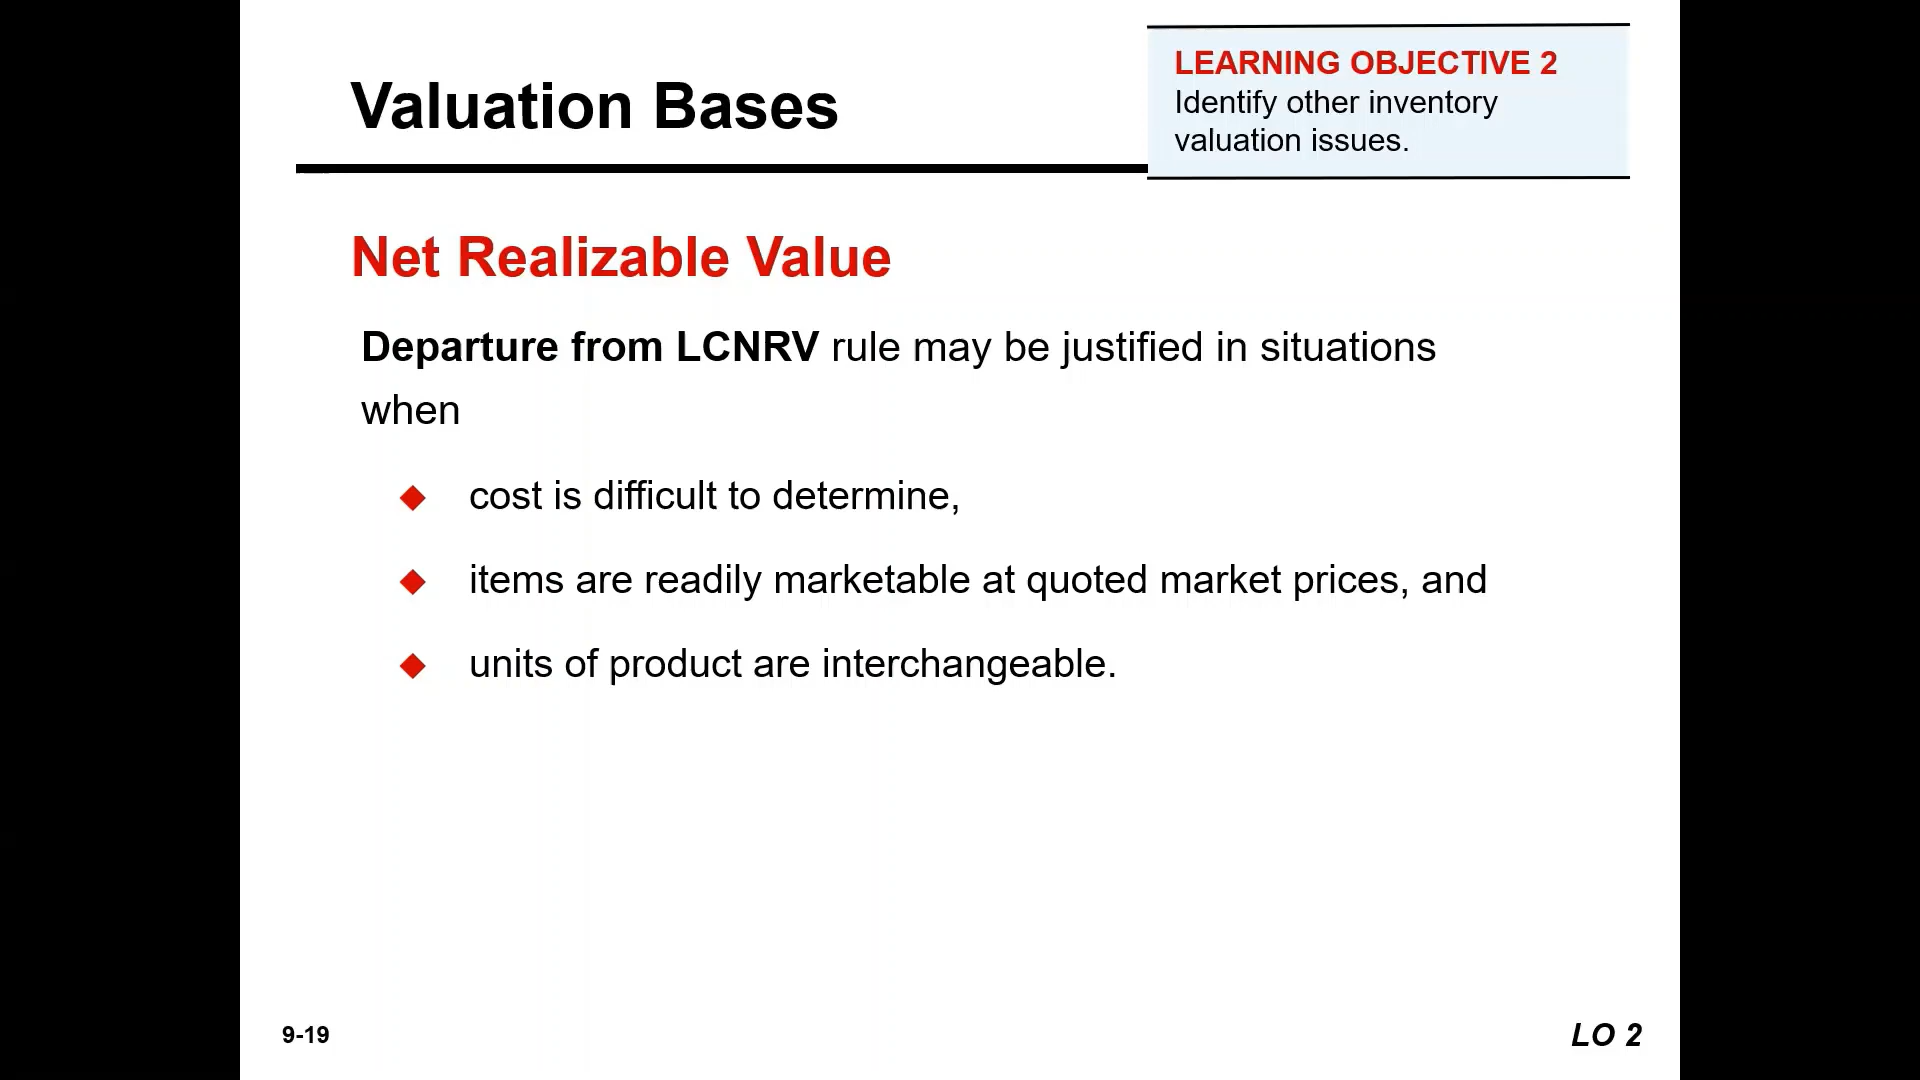 Valuation Bases
LEARNING OBJECTIVE 2
Identify other inventory
valuation issues.
Net Realizable Value
Departure from LCNRV rule may be justified in situations
when
cost is difficult to determine,
items are readily marketable at quoted market prices, and
units of product are interchangeable.
9-19
LO 2